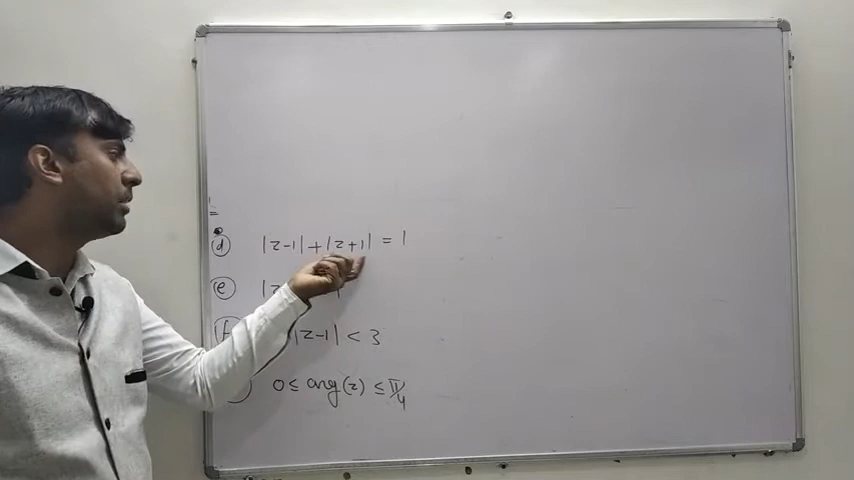 (d) |z-1|+|z+1| = 1
(e) |z
|z-1| < 3
0 ≤ arg(z) ≤ π/4